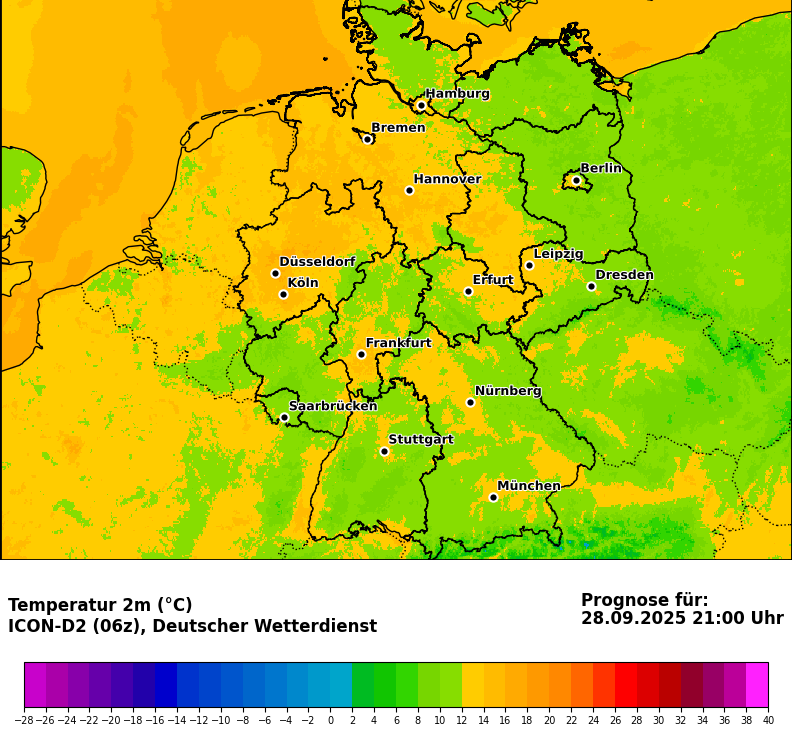 Hamburg
Bremen
Berlin
Hannover
Leipzig
Düsseldorf
Dresden
Erfurt
Köln
Frankfurt
Nürnberg
Saarbrücken
Stuttgart
München
Temperatur 2m (°C)
ICON-D2 (06z), Deutscher Wetterdienst
Prognose für:
28.09.2025 21:00 Uhr
−28 −26 −24 −22 −20 −18 −16 −14 −12 −10 −8 −6 −4 −2 0 2 4 6 8 10 12 14 16 18 20 22 24 26 28 30 32 34 36 38 40